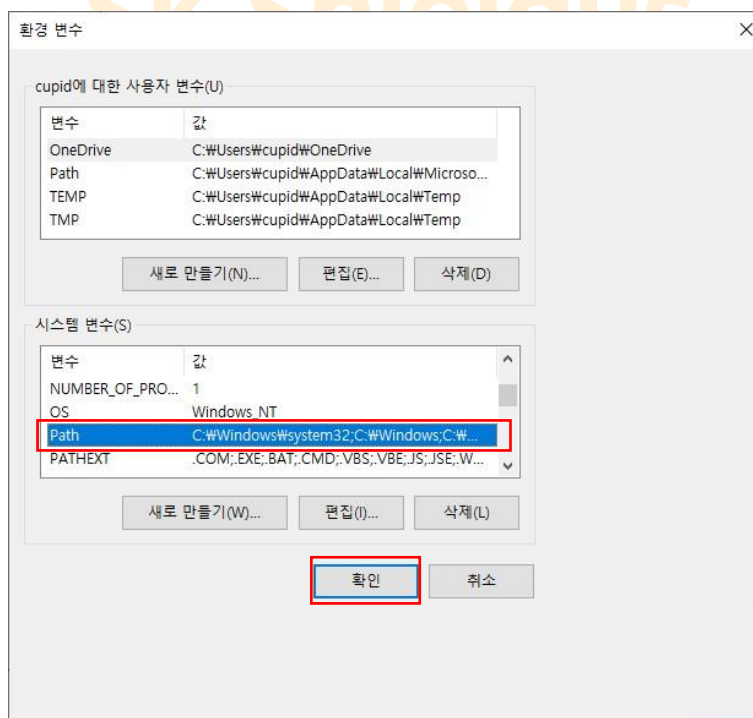 환경 변수
cupid에 대한 사용자 변수(U)
변수 값
OneDrive C:₩Users₩cupid₩OneDrive
Path C:₩Users₩cupid₩AppData₩Local₩Microso...
TEMP C:₩Users₩cupid₩AppData₩Local₩Temp
TMP C:₩Users₩cupid₩AppData₩Local₩Temp
새로 만들기(N)... 편집(E)... 삭제(D)
시스템 변수(S)
변수 값
NUMBER_OF_PRO... 1
OS Windows_NT
Path C:₩Windows₩system32;C:₩Windows;C:₩...
PATHEXT .COM;.EXE;.BAT;.CMD;.VBS;.VBE;.JS;.JSE;.W...
새로 만들기(W)... 편집(I)... 삭제(L)
확인 취소